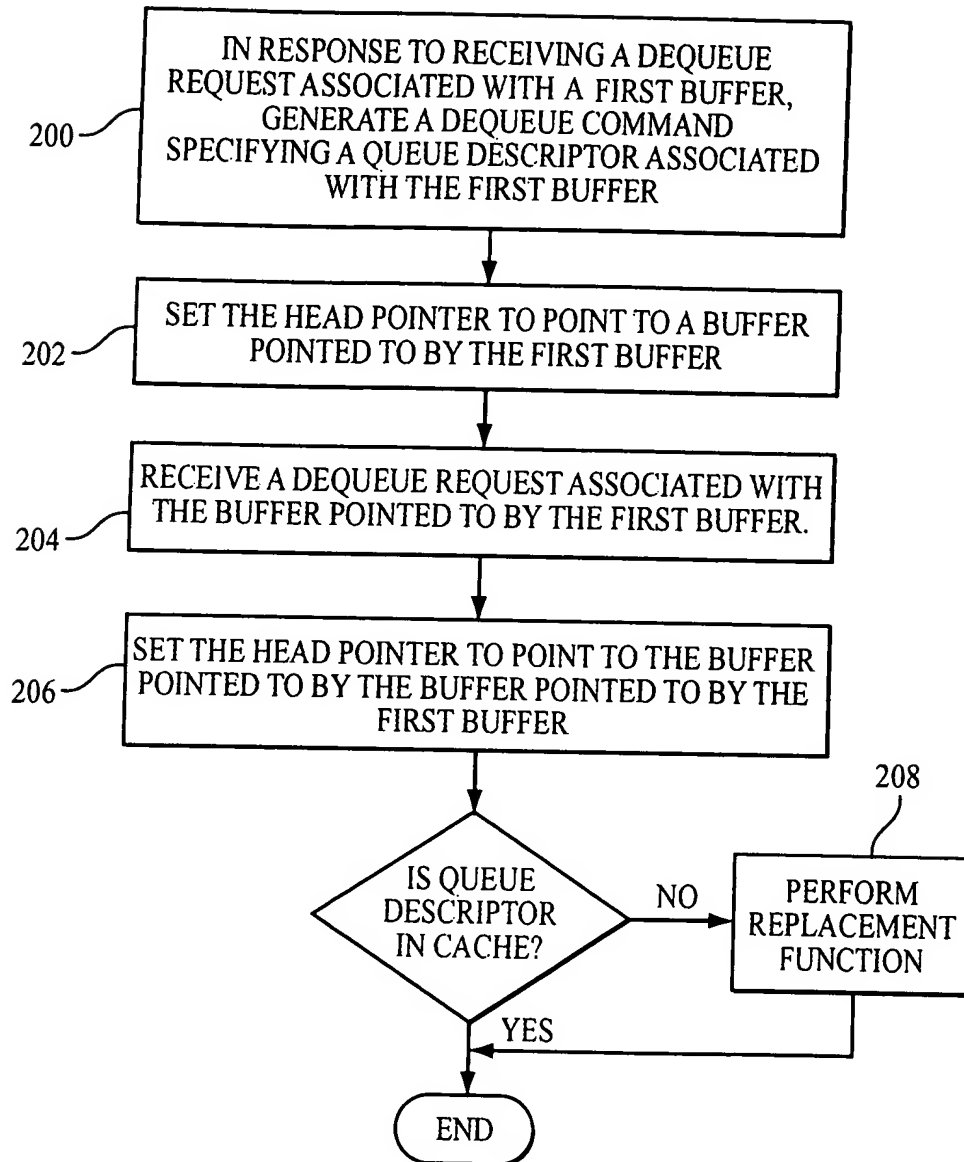 IN RESPONSE TO RECEIVING A DEQUEUE
REQUEST ASSOCIATED WITH A FIRST BUFFER,
GENERATE A DEQUEUE COMMAND
SPECIFYING A QUEUE DESCRIPTOR ASSOCIATED
WITH THE FIRST BUFFER
200
SET THE HEAD POINTER TO POINT TO A BUFFER
POINTED TO BY THE FIRST BUFFER
202
RECEIVE A DEQUEUE REQUEST ASSOCIATED WITH
THE BUFFER POINTED TO BY THE FIRST BUFFER.
204
SET THE HEAD POINTER TO POINT TO THE BUFFER
POINTED TO BY THE BUFFER POINTED TO BY THE
FIRST BUFFER
206
208
IS QUEUE
DESCRIPTOR
IN CACHE?
NO
PERFORM
REPLACEMENT
FUNCTION
YES
END